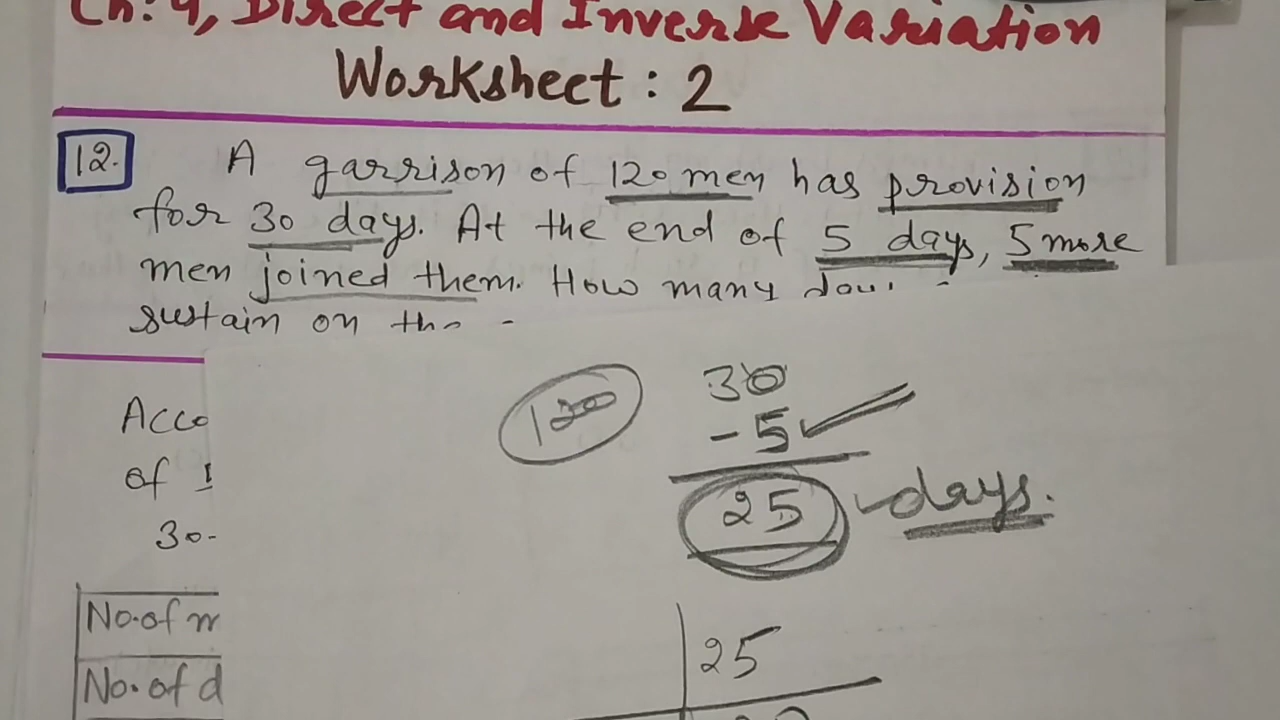 Ch: 4, Direct and Inverse Variation
Worksheet : 2
12. A garrison of 120 men has provision
for 30 days. At the end of 5 days, 5 more
men joined them. How many
sustain on the
120
30
- 5
25 days.
Acco
of
30-
No. of m
No. of d
25